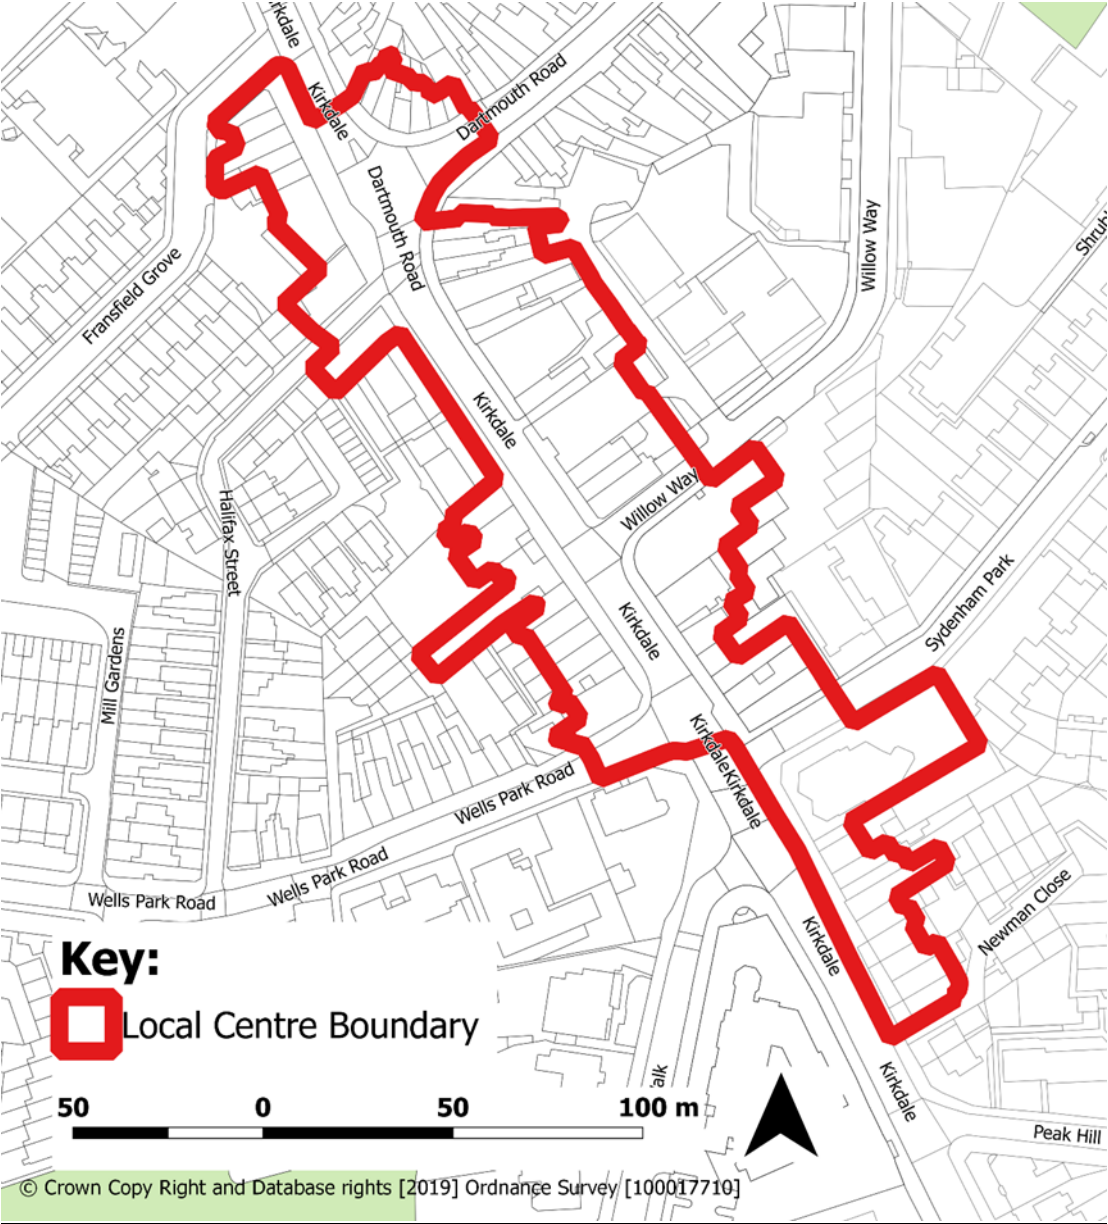 Kirkdale
Dartmouth Road
Dartmouth Road
Willow Way
Fransfield Grove
Kirkdale
Willow Way
Halifax Street
Kirkdale
Sydenham Park
Mill Gardens
Kirkdale
Kirkdale
Wells Park Road
Wells Park Road
Wells Park Road
Newman Close
Kirkdale
Key:
Local Centre Boundary
Kirkdale
50 0 50 100 m
Peak Hill
© Crown Copy Right and Database rights [2019] Ordnance Survey [100017710]